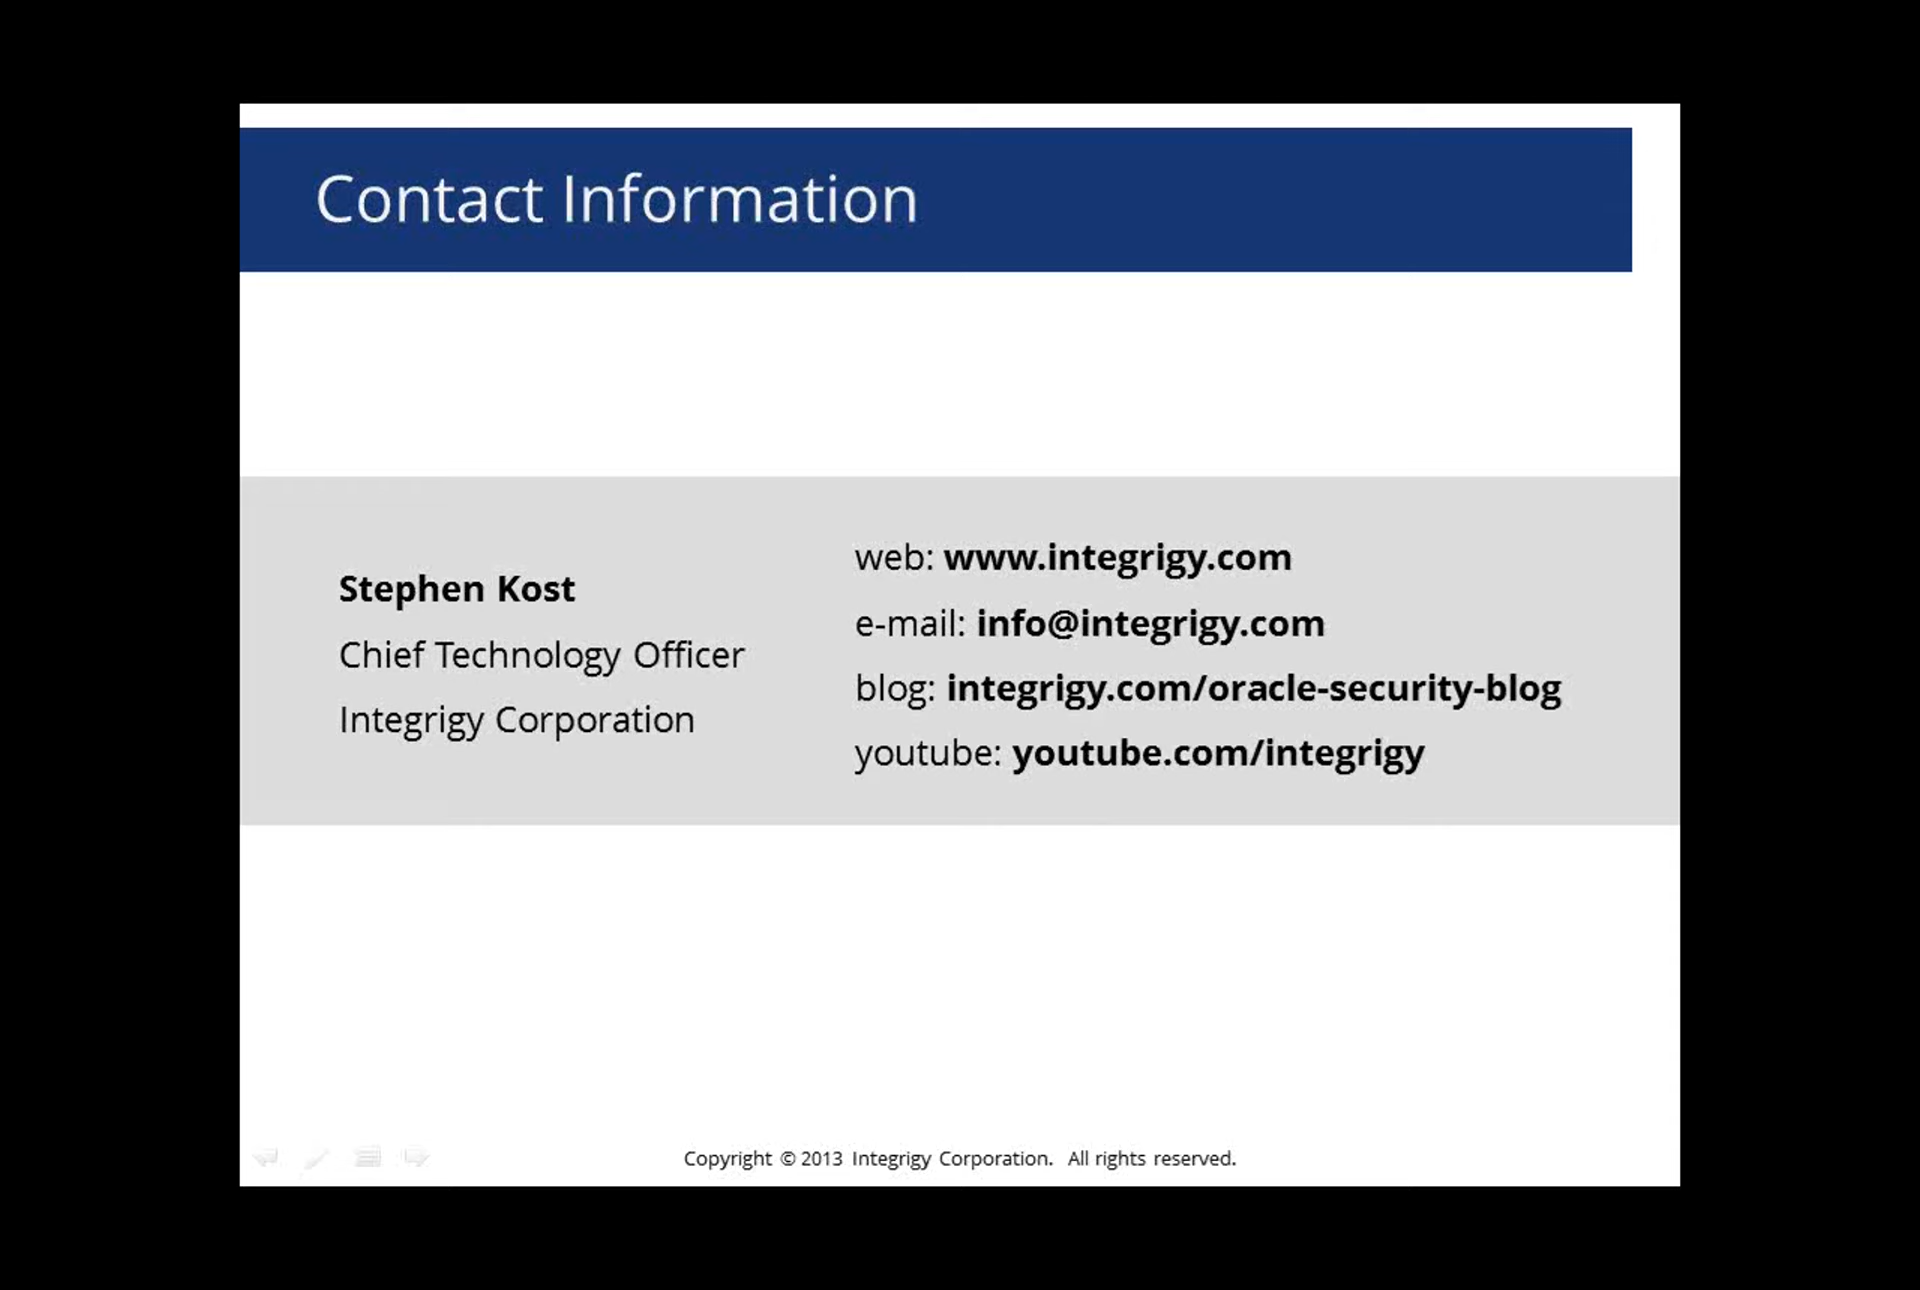 Contact Information
Stephen Kost
Chief Technology Officer
Integrigy Corporation
web: www.integrigy.com
e-mail: info@integrigy.com
blog: integrigy.com/oracle-security-blog
youtube: youtube.com/integrigy
Copyright © 2013 Integrigy Corporation. All rights reserved.